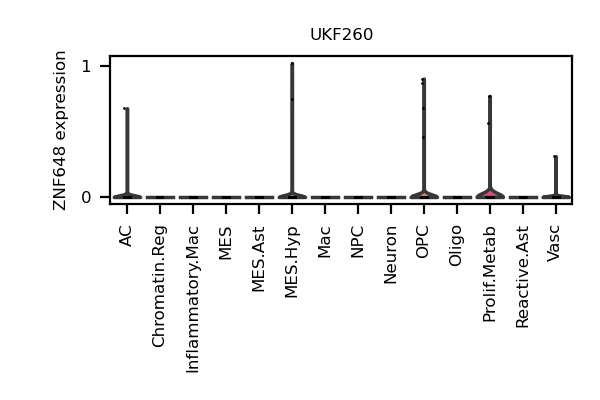 UKF260
ZNF648 expression
1
0
AC
Chromatin.Reg
Inflammatory.Mac
MES
MES.Ast
MES.Hyp
Mac
NPC
Neuron
OPC
Oligo
Prolif.Metab
Reactive.Ast
Vasc